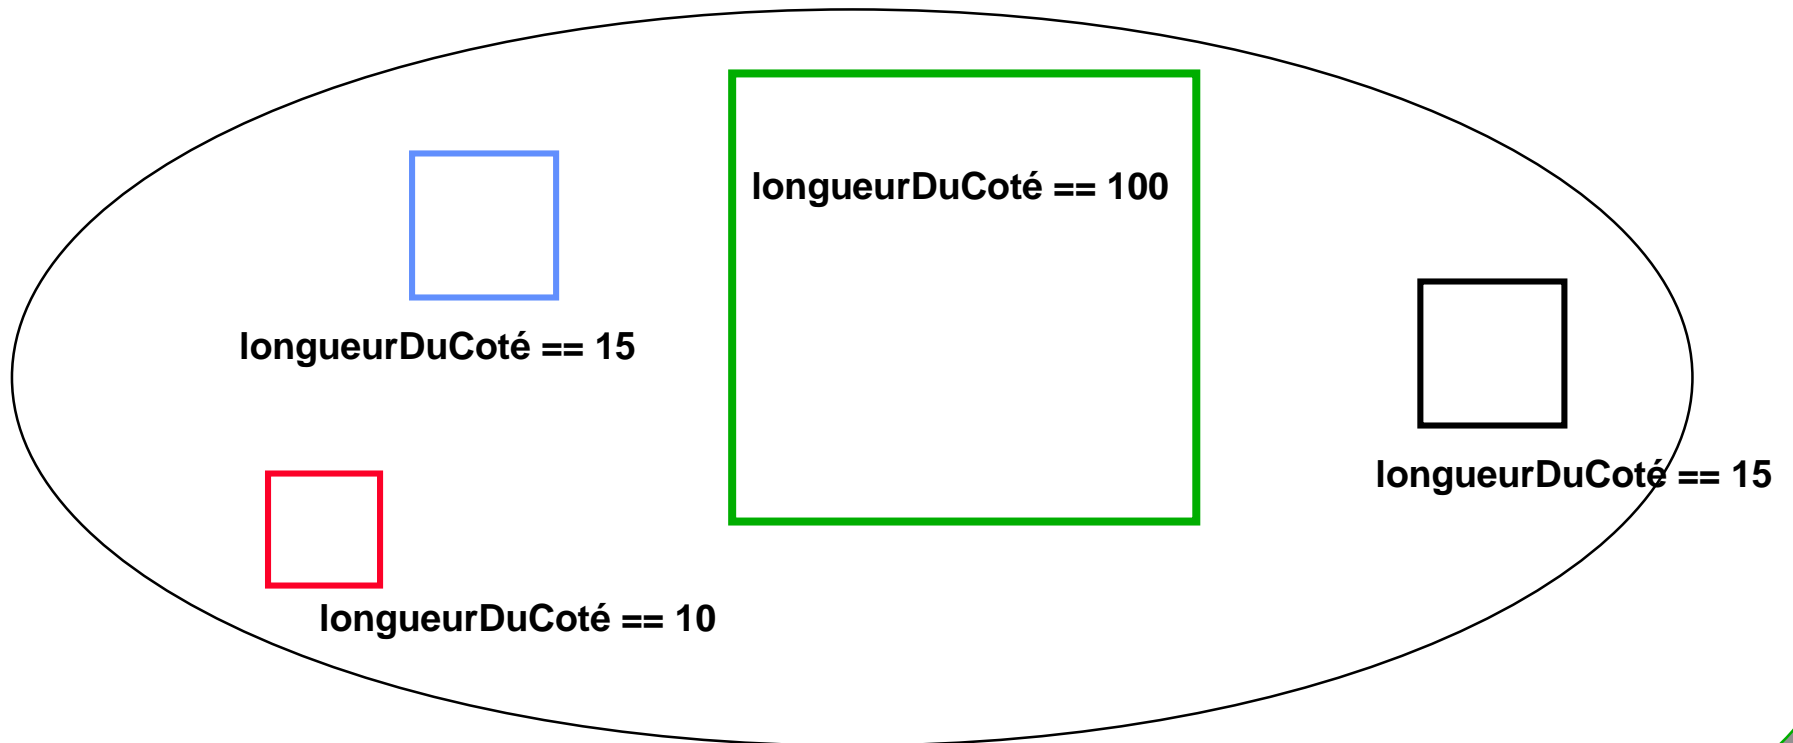 longueurDuCoté == 100
longueurDuCoté == 15
longueurDuCoté == 15
longueurDuCoté == 10